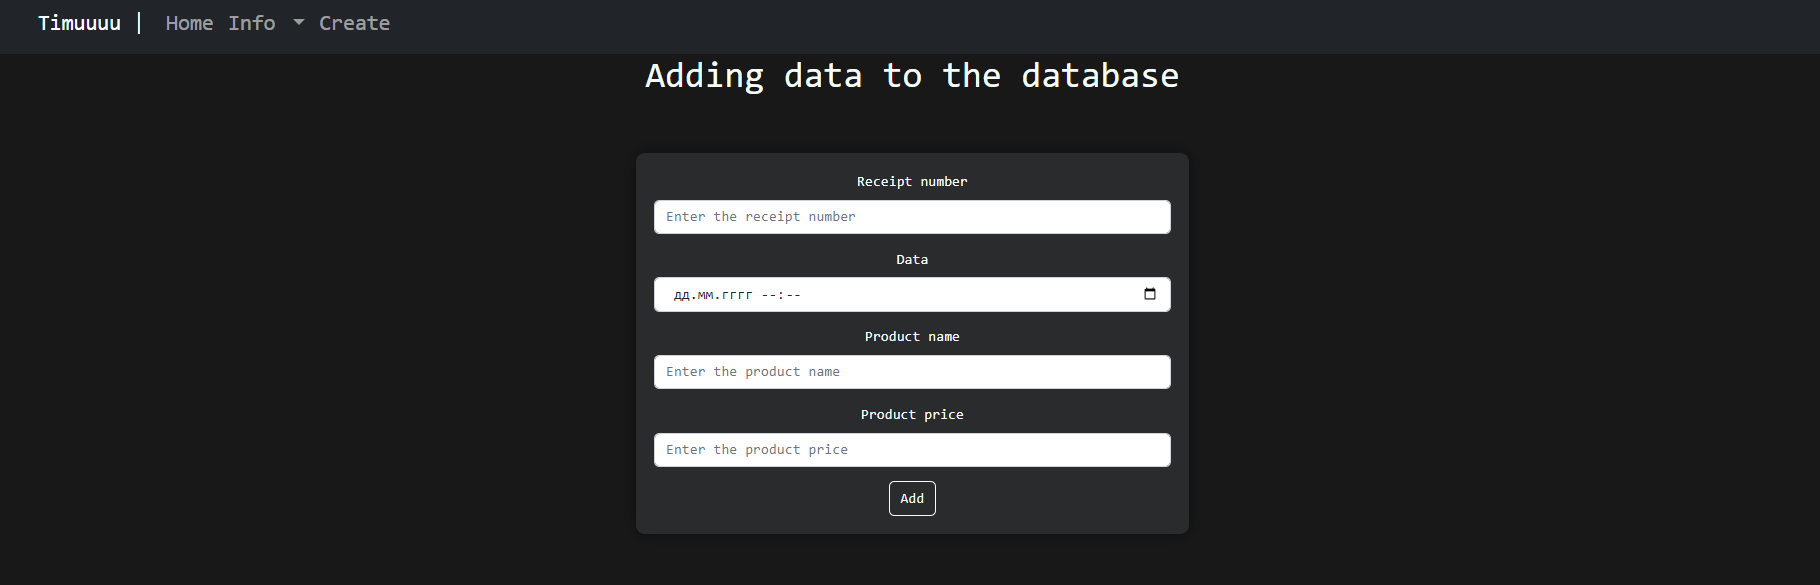 Timuuuu | Home Info Create
Adding data to the database
Receipt number
Enter the receipt number
Data
дд.мм.гггг --:--
Product name
Enter the product name
Product price
Enter the product price
Add